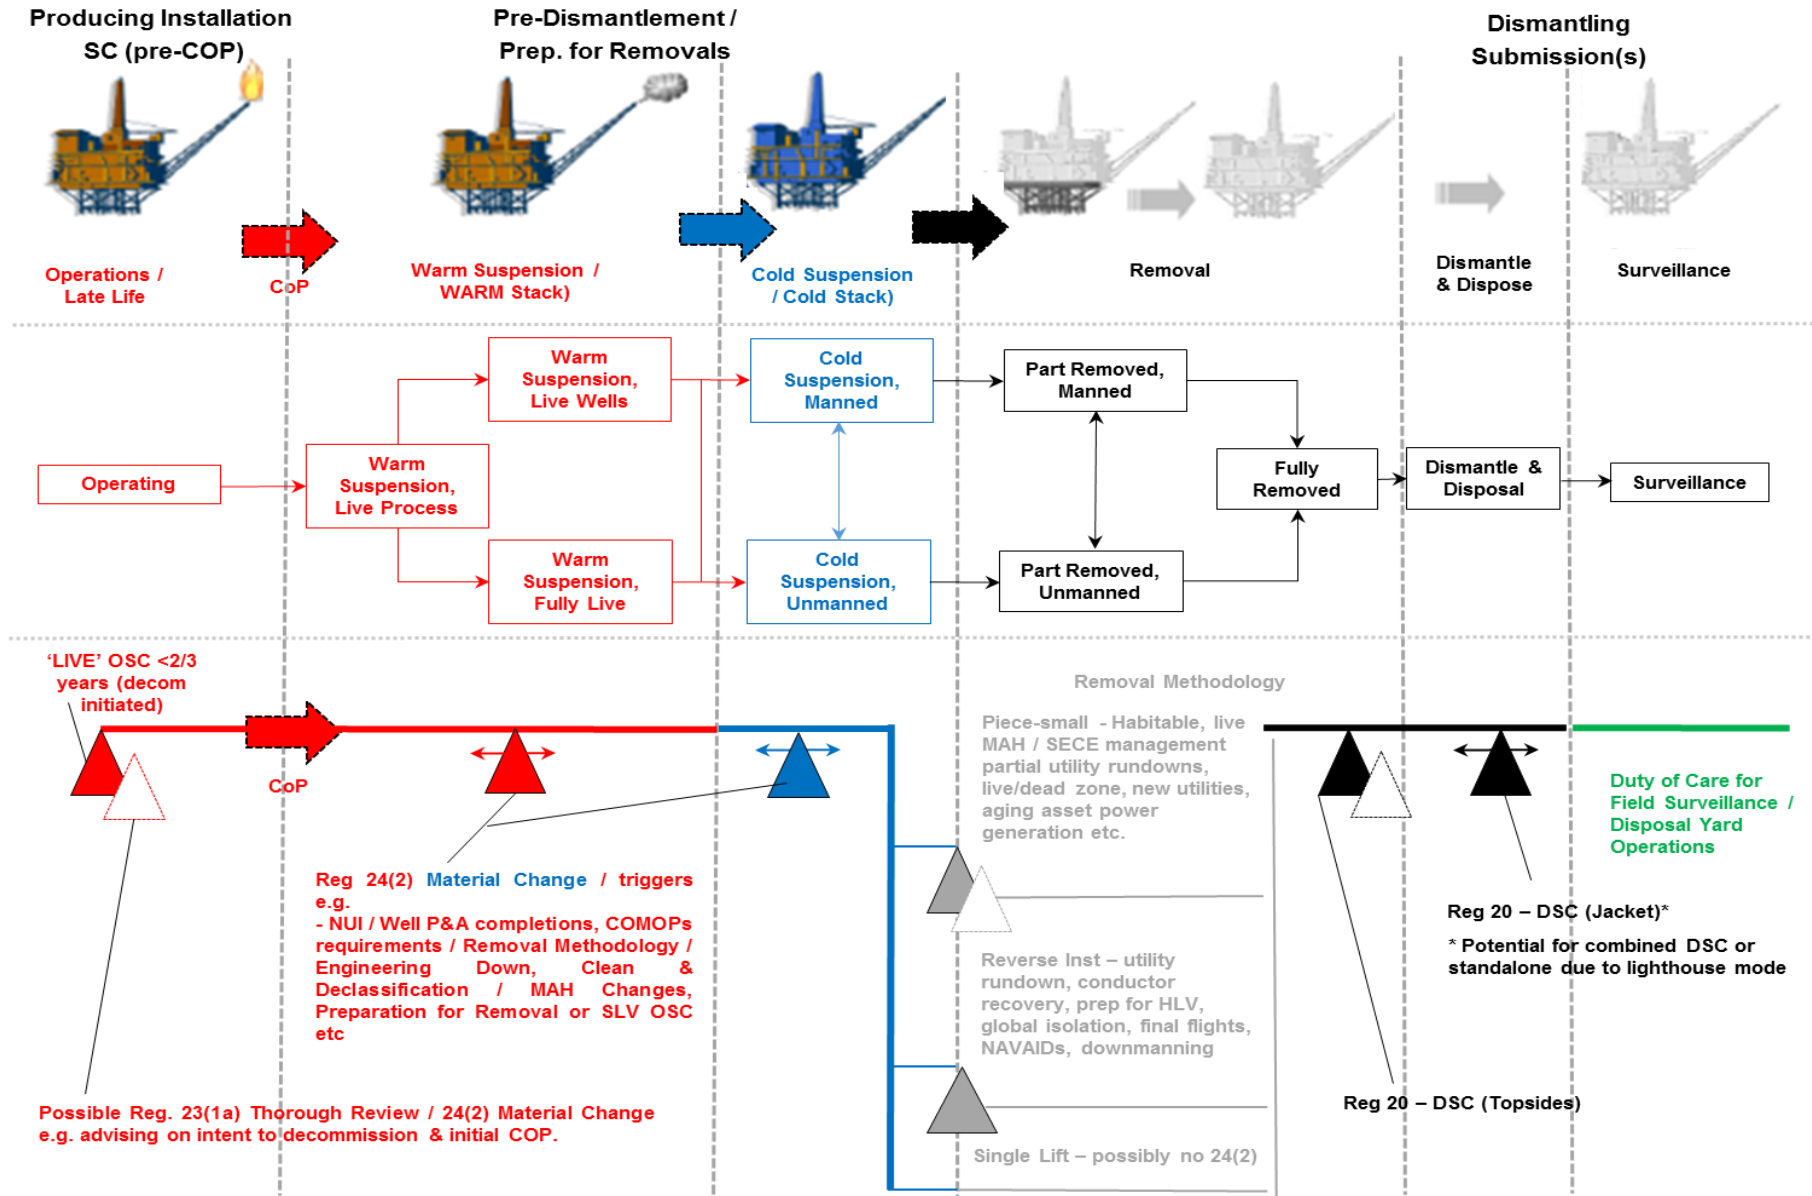 Producing Installation
SC (pre-COP)
Pre-Dismantlement /
Prep. for Removals
Dismantling
Submission(s)
Operations /
Late Life
CoP
Warm Suspension /
WARM Stack)
Cold Suspension
/ Cold Stack)
Removal
Dismantle
& Dispose
Surveillance
Operating
Warm
Suspension,
Live Process
Warm
Suspension,
Live Wells
Warm
Suspension,
Fully Live
Cold
Suspension,
Manned
Cold
Suspension,
Unmanned
Part Removed,
Manned
Part Removed,
Unmanned
Fully
Removed
Dismantle &
Disposal
Surveillance
‘LIVE’ OSC <2/3
years (decom
initiated)
CoP
Reg 24(2) Material Change / triggers
e.g.
- NUI / Well P&A completions, COMOPs
requirements / Removal Methodology /
Engineering Down, Clean &
Declassification / MAH Changes,
Preparation for Removal or SLV OSC
etc
Possible Reg. 23(1a) Thorough Review / 24(2) Material Change
e.g. advising on intent to decommission & initial COP.
Removal Methodology
Piece-small - Habitable, live
MAH / SECE management
partial utility rundowns,
live/dead zone, new utilities,
aging asset power
generation etc.
Reverse Inst – utility
rundown, conductor
recovery, prep for HLV,
global isolation, final flights,
NAVAIDs, downmanning
Single Lift – possibly no 24(2)
Duty of Care for
Field Surveillance /
Disposal Yard
Operations
Reg 20 – DSC (Jacket)*
* Potential for combined DSC or
standalone due to lighthouse mode
Reg 20 – DSC (Topsides)